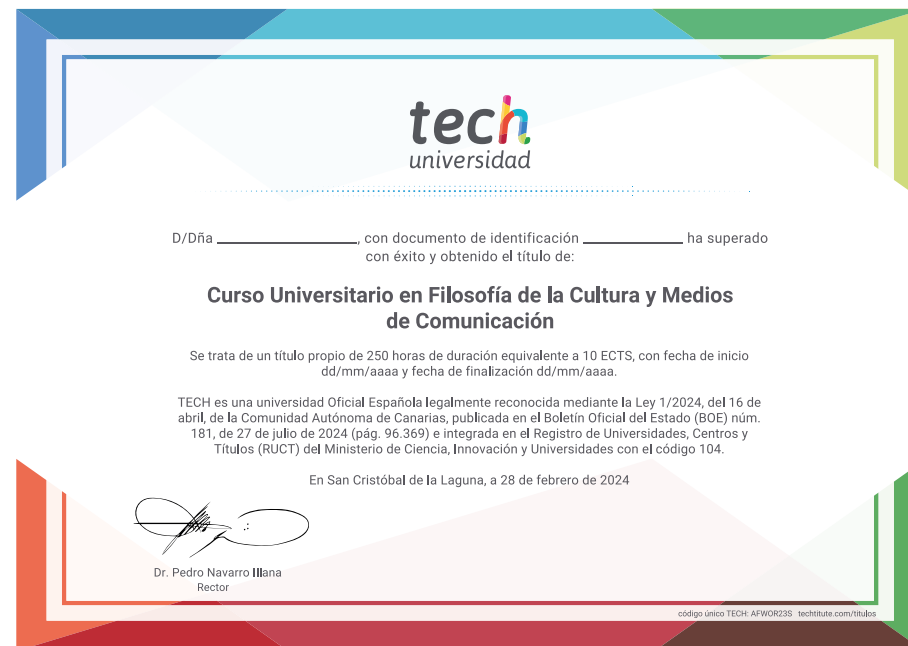 tech
universidad
D/Dña ____________________, con documento de identificación ______________ ha superado
con éxito y obtenido el título de:
Curso Universitario en Filosofía de la Cultura y Medios
de Comunicación
Se trata de un título propio de 250 horas de duración equivalente a 10 ECTS, con fecha de inicio
dd/mm/aaaa y fecha de finalización dd/mm/aaaa.
TECH es una universidad Oficial Española legalmente reconocida mediante la Ley 1/2024, del 16 de
abril, de la Comunidad Autónoma de Canarias, publicada en el Boletín Oficial del Estado (BOE) núm.
181, de 27 de julio de 2024 (pág. 96.369) e integrada en el Registro de Universidades, Centros y
Títulos (RUCT) del Ministerio de Ciencia, Innovación y Universidades con el código 104.
En San Cristóbal de la Laguna, a 28 de febrero de 2024
Dr. Pedro Navarro Illana
Rector
código único TECH: AFWOR23S techtitute.com/titulos